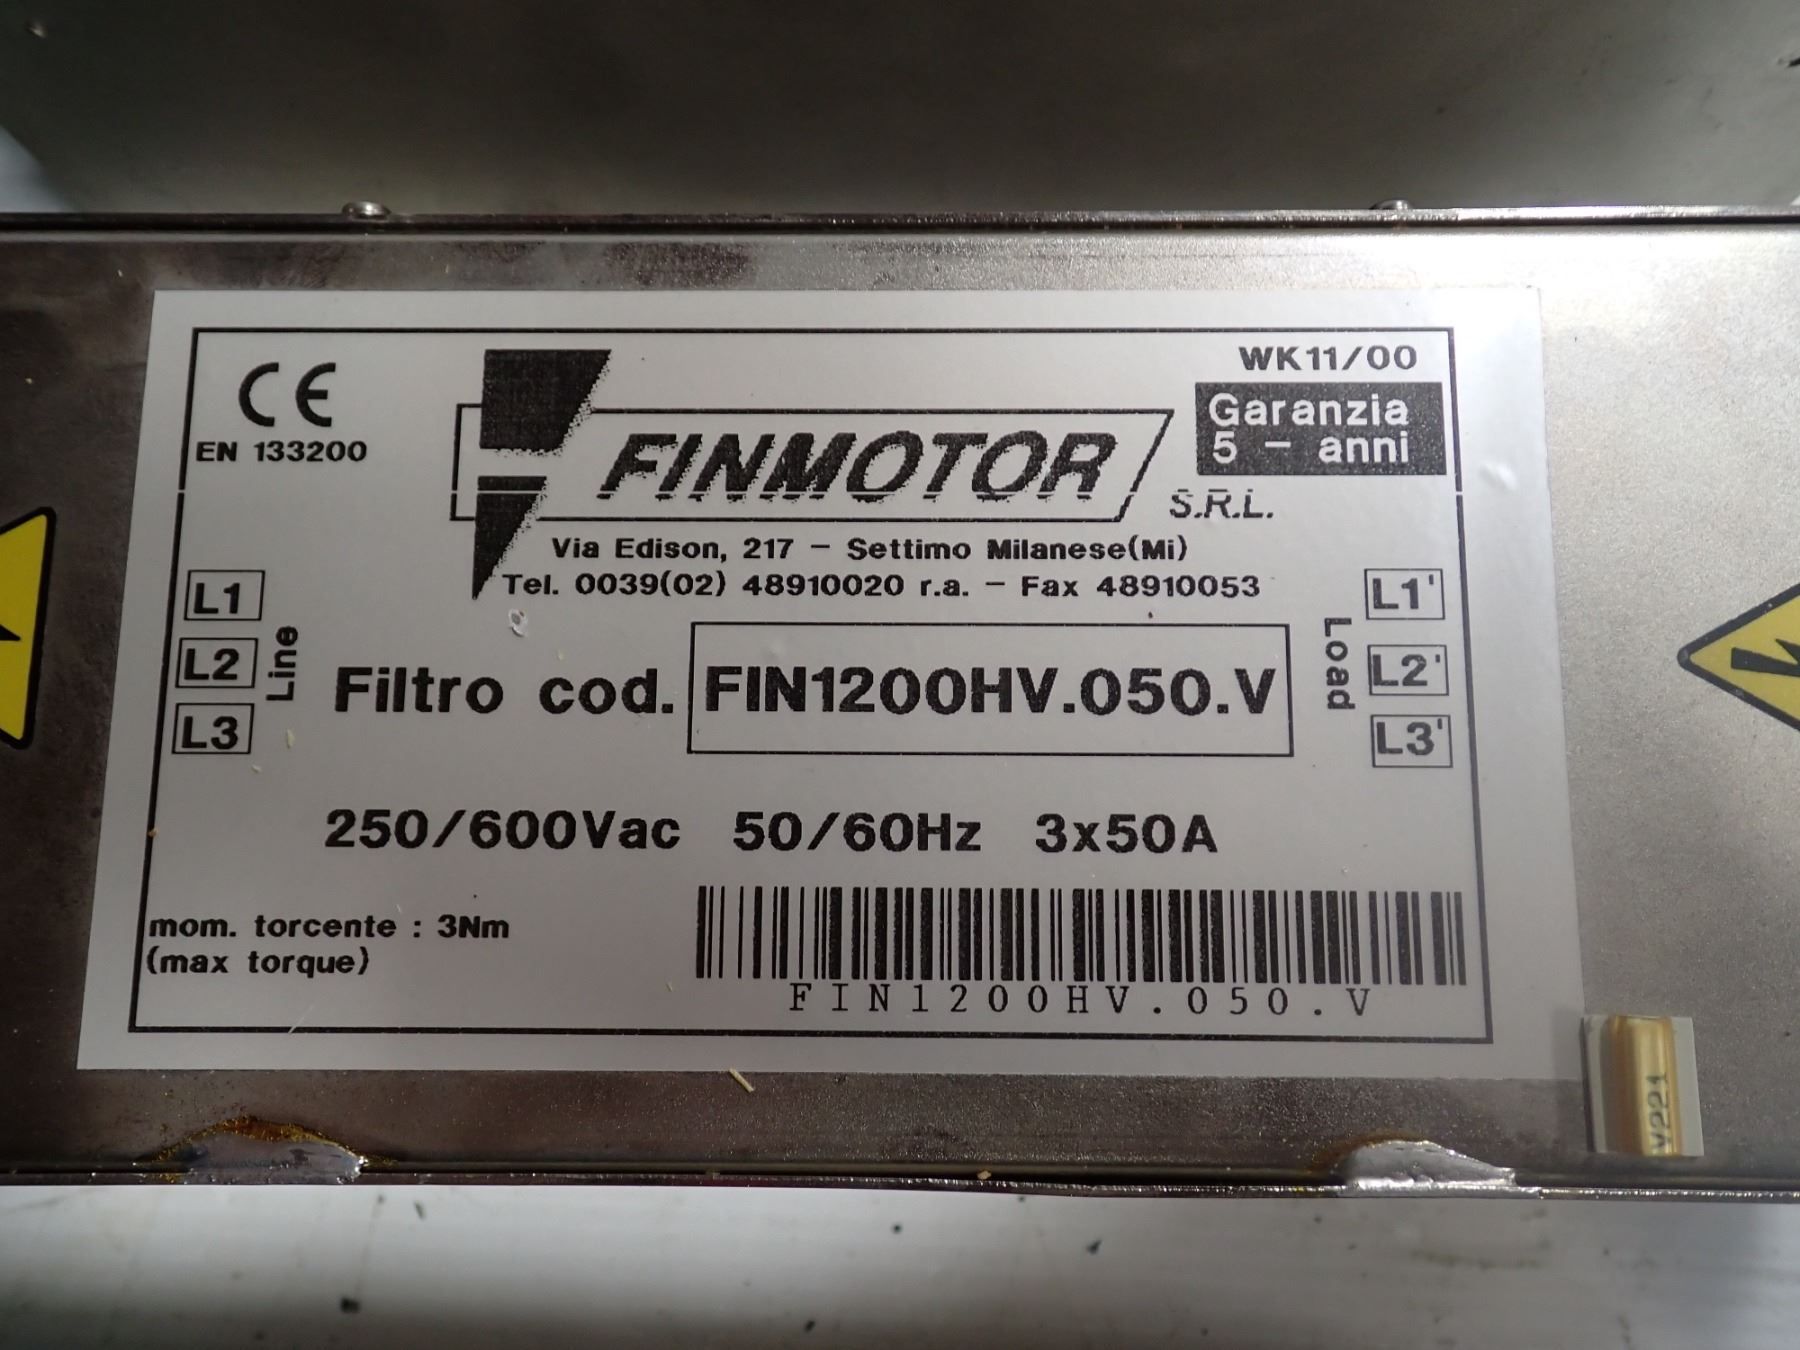 CE
EN 133200
FINMOTOR
S.R.L.
WK11/00
Garanzia
5 - anni
Via Edison, 217 - Settimo Milanese(Mi)
Tel. 0039(02) 48910020 r.a. - Fax 48910053
L1
L2
L3
Line
Filtro cod. FIN1200HV.050.V
Load
L1'
L2'
L3'
250/600Vac 50/60Hz 3x50A
mom. torcente : 3Nm
(max torque)
FIN1200HV.050.V
V221